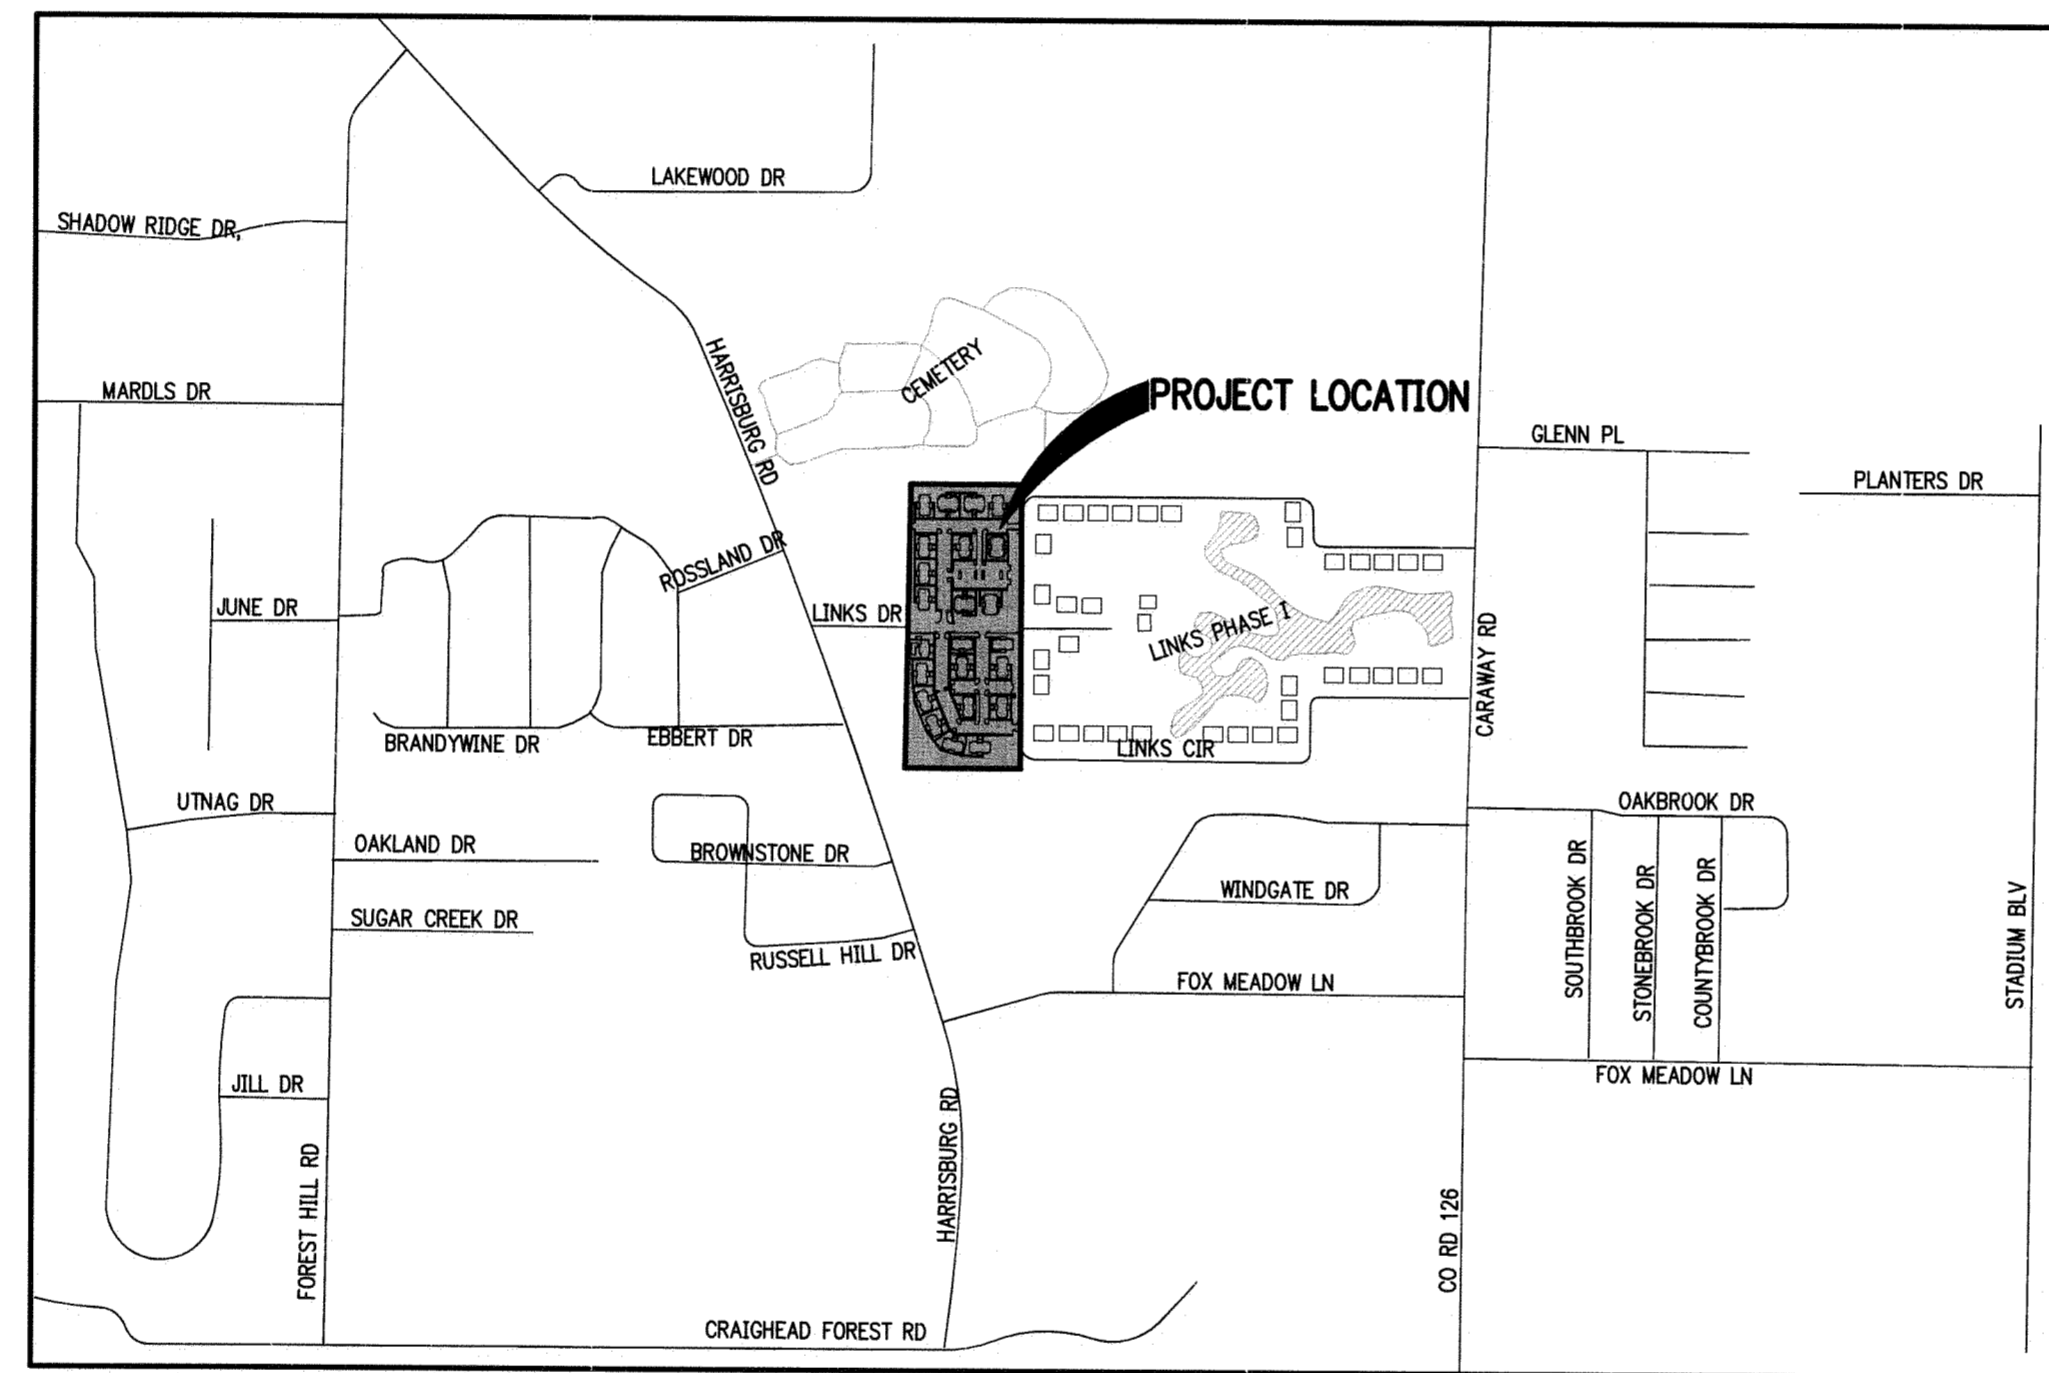 LAKEWOOD DR
SHADOW RIDGE DR,
HARRISBURG RD
CEMETERY
MARDLS DR
PROJECT LOCATION
GLENN PL
PLANTERS DR
ROSSLAND DR
JUNE DR
LINKS DR
LINKS PHASE I
CARAWAY RD
BRANDYWINE DR
EBBERT DR
LINKS CIR
UTNAG DR
OAKBROOK DR
OAKLAND DR
BROWNSTONE DR
WINDGATE DR
SOUTHBROOK DR
STONEBROOK DR
COUNTYBROOK DR
STADIUM BLV
SUGAR CREEK DR
RUSSELL HILL DR
FOX MEADOW LN
FOX MEADOW LN
JILL DR
HARRISBURG RD
FOREST HILL RD
CO RD 126
CRAIGHEAD FOREST RD